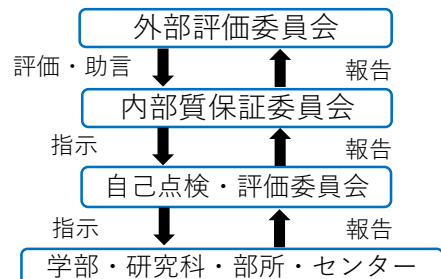 外部評価委員会
評価・助言
報告
内部質保証委員会
指示
報告
自己点検・評価委員会
指示
報告
学部・研究科・部所・センター